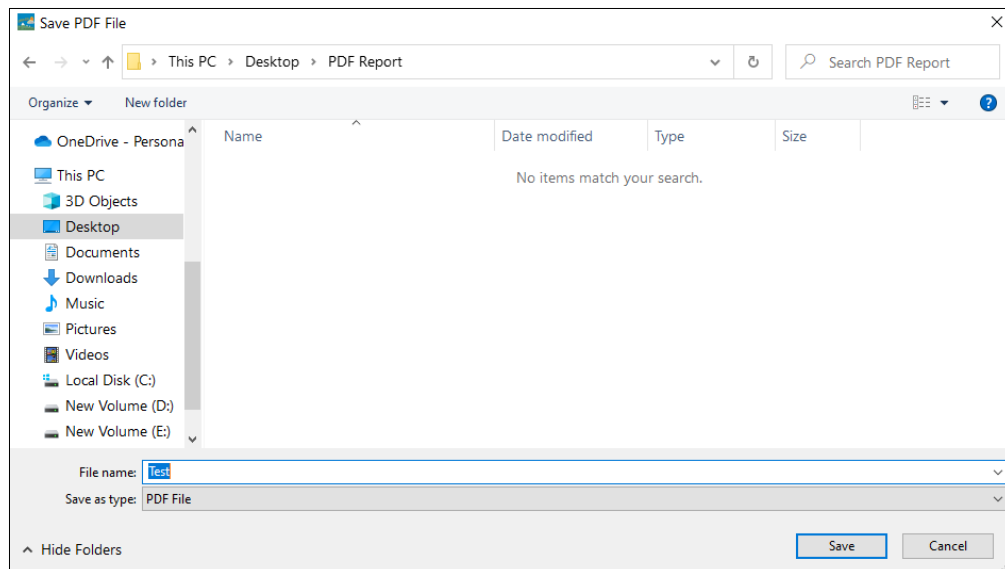 Save PDF File
This PC > Desktop > PDF Report
Search PDF Report
Organize
New folder
?
Name
Date modified
Type
Size
No items match your search.
OneDrive - Persona
This PC
3D Objects
Desktop
Documents
Downloads
Music
Pictures
Videos
Local Disk (C:)
New Volume (D:)
New Volume (E:)
File name: Test
Save as type: PDF File
Hide Folders
Save
Cancel